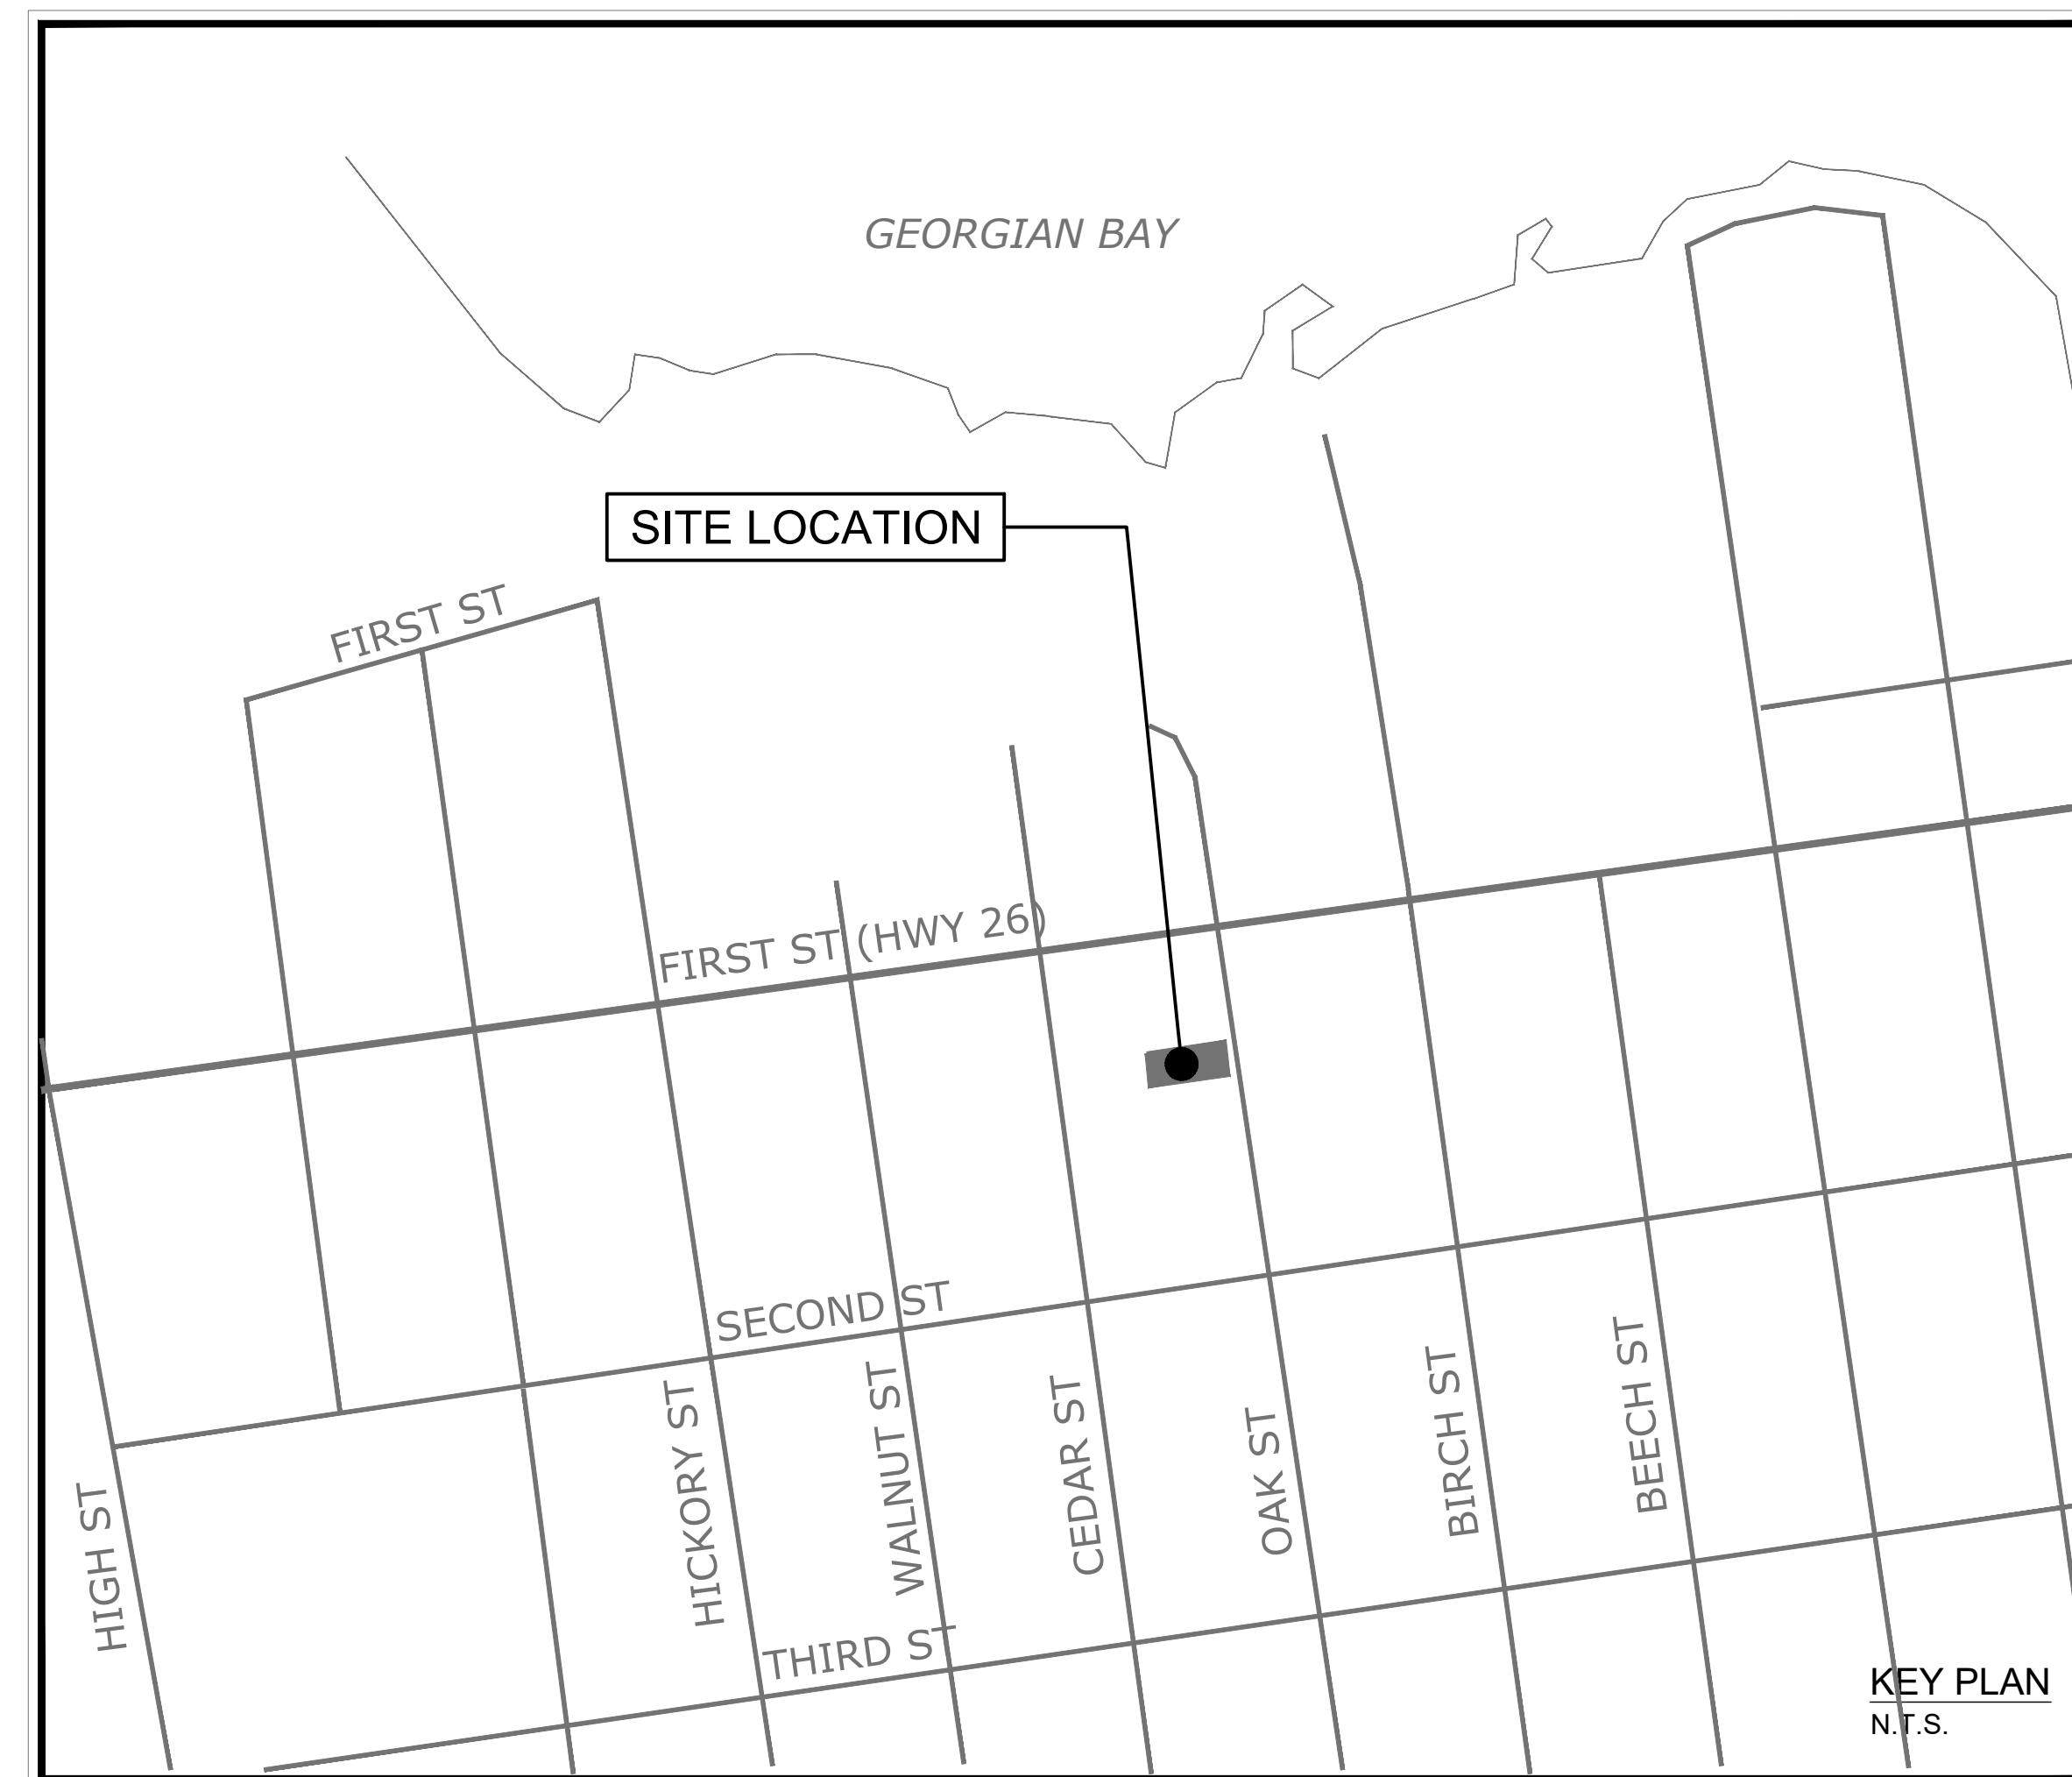 GEORGIAN BAY
SITE LOCATION
FIRST ST
FIRST ST (HWY 26)
SECOND ST
HIGH ST
HICKORY ST
WALNUT ST
CEDAR ST
OAK ST
BIRCH ST
BEECH ST
THIRD ST
KEY PLAN
N.T.S.